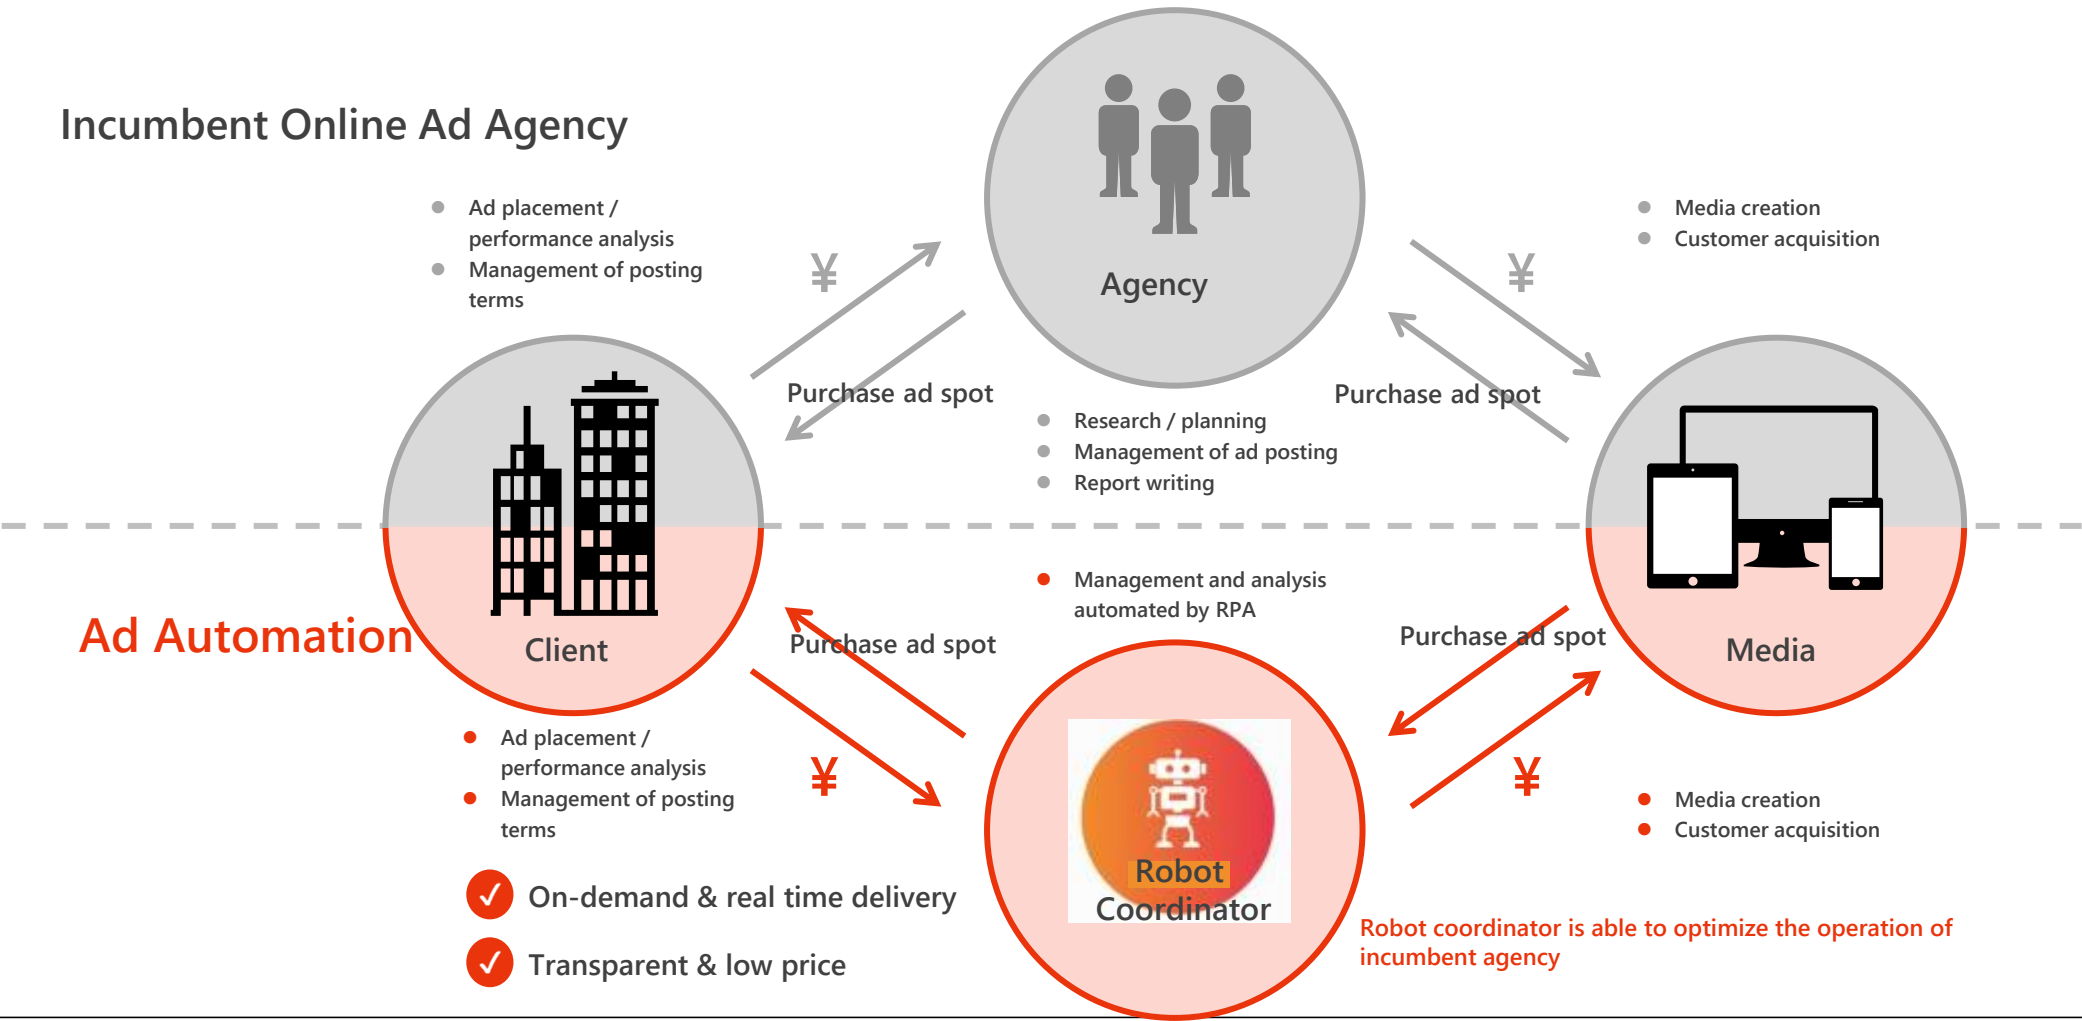 Incumbent Online Ad Agency
Ad placement /
performance analysis
Management of posting
terms
¥
Agency
¥
Media creation
Customer acquisition
Purchase ad spot
Purchase ad spot
Research / planning
Management of ad posting
Report writing
Ad Automation
Client
Purchase ad spot
Management and analysis
automated by RPA
Purchase ad spot
Media
Ad placement /
performance analysis
Management of posting
terms
¥
¥
Media creation
Customer acquisition
Robot
Coordinator
On-demand & real time delivery
Transparent & low price
Robot coordinator is able to optimize the operation of
incumbent agency